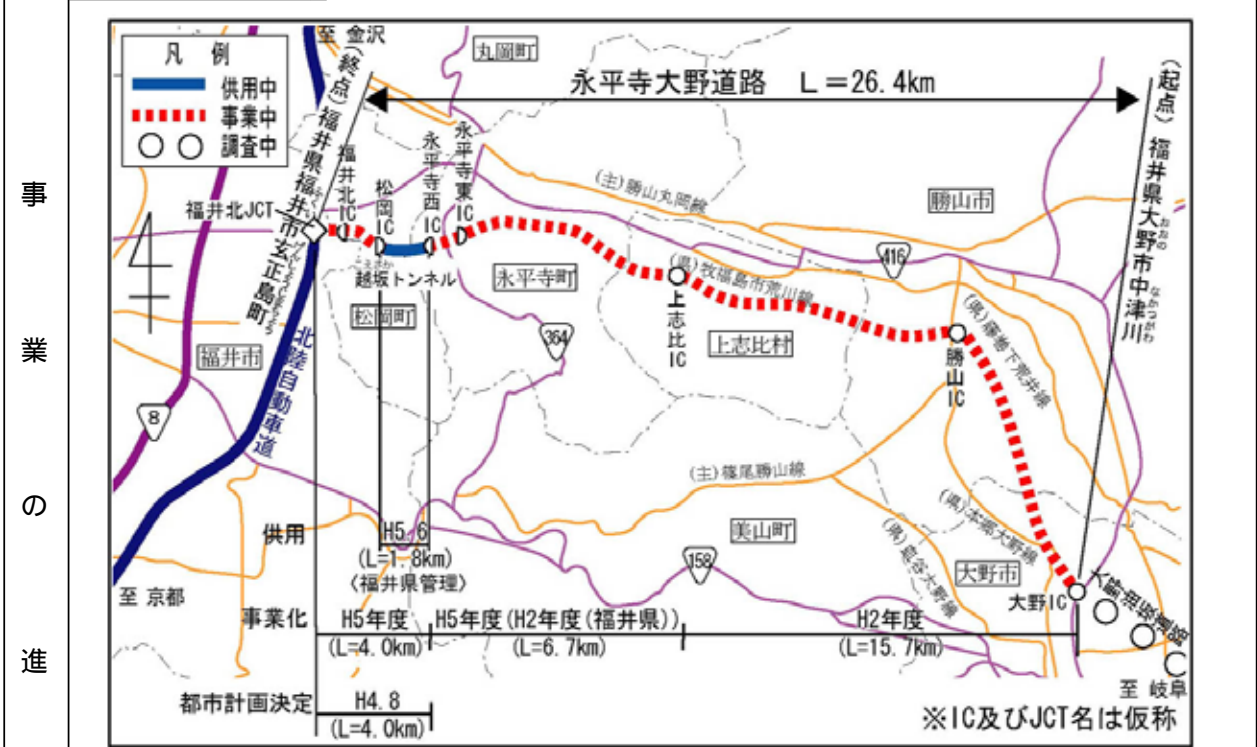 事
業
の
進
凡 例
供用中
事業中
調査中
至 金沢
丸岡町
永平寺大野道路 L=26.4km
(終点)福井県福井市玄正島町
(起点)福井県大野市中津川
おおの
なかつがわ
福井北JCT
福井北IC
松岡IC
永平寺西IC
永平寺東IC
越坂トンネル
(主)勝山丸岡線
勝山市
416
永平寺町
(県)牧福島市荒川線
上志比IC
上志比村
勝山IC
松岡町
364
福井市
8
北陸自動車道
(主)篠尾勝山線
(県)本郷大野線
美山町
158
大野市
大野IC
至 京都
至 岐阜
供用
H5.6
(L=1.8km)
〈福井県管理〉
事業化
H5年度
(L=4.0km)
H5年度(H2年度(福井県))
(L=6.7km)
H2年度
(L=15.7km)
都市計画決定
H4.8
(L=4.0km)
※IC及びJCT名は仮称